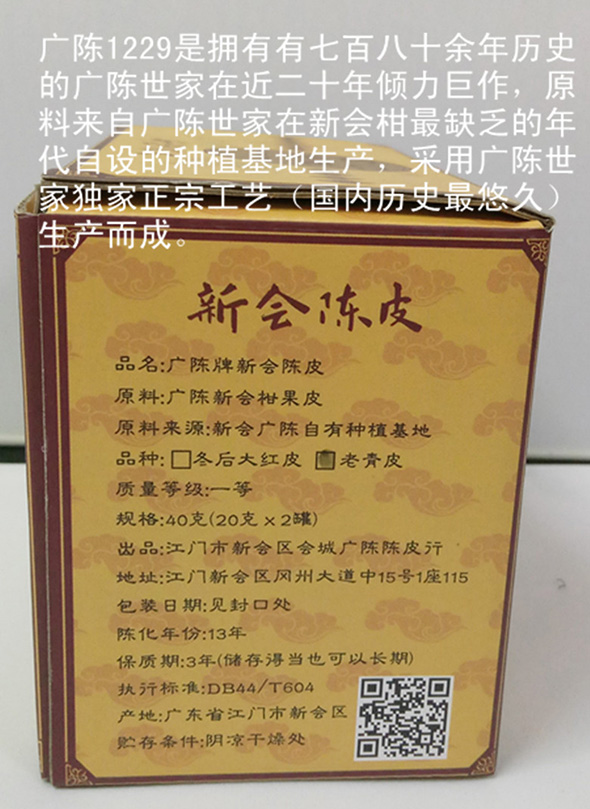 广陈1229是拥有有七百八十余年历史
的广陈世家在近二十年倾力巨作，原
料来自广陈世家在新会柑最缺乏的年
代自设的种植基地生产，采用广陈世
家独家正宗工艺（国内历史最悠久）
生产而成。
新会陈皮
品名:广陈牌新会陈皮
原料:广陈新会柑果皮
原料来源:新会广陈自有种植基地
品种:□冬后大红皮 ■老青皮
质量等级:一等
规格:40克(20克×2罐)
出品:江门市新会区会城广陈陈皮行
地址:江门新会区冈州大道中15号1座115
包装日期:见封口处
陈化年份:13年
保质期:3年(储存得当也可以长期)
执行标准:DB44/T604
产地:广东省江门市新会区
贮存条件:阴凉干燥处